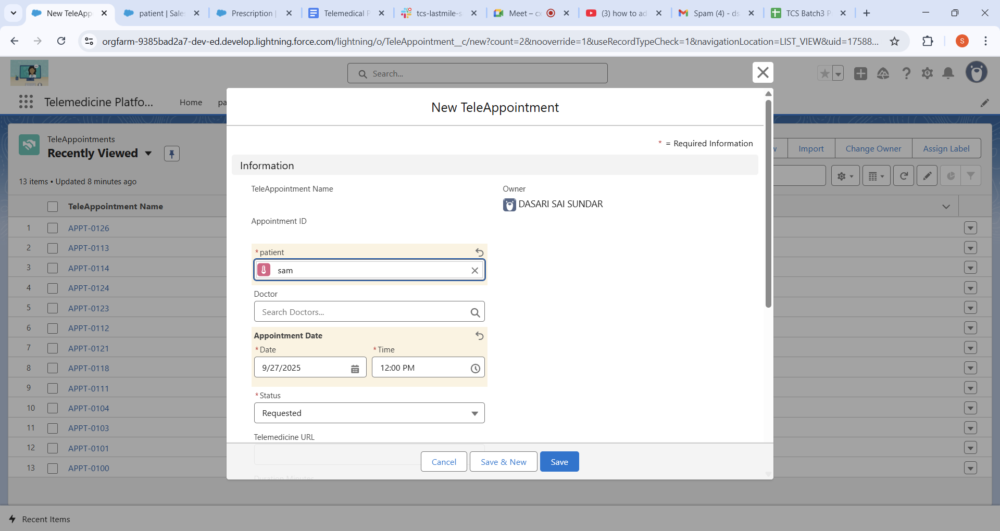 New TeleApp
patient | Sale
Prescription |
Telemedical P
tcs-lastmile-s
Meet – cx
(3) how to ad
Spam (4) - ds
TCS Batch3 P
orgfarm-9385bad2a7-dev-ed.develop.lightning.force.com/lightning/o/TeleAppointment__c/new?count=2&nooverride=1&useRecordTypeCheck=1&navigationLocation=LIST_VIEW&uid=17588...
S
Search...
Telemedicine Platfo...
Home
pa
New TeleAppointment
* = Required Information
TeleAppointments
Recently Viewed
w
Import
Change Owner
Assign Label
13 items • Updated 8 minutes ago
TeleAppointment Name
1 APPT-0126
2 APPT-0113
3 APPT-0114
4 APPT-0124
5 APPT-0123
6 APPT-0112
7 APPT-0121
8 APPT-0118
9 APPT-0111
10 APPT-0104
11 APPT-0103
12 APPT-0101
13 APPT-0100
Information
TeleAppointment Name
Owner
DASARI SAI SUNDAR
Appointment ID
*patient
sam
Doctor
Search Doctors...
Appointment Date
*Date
*Time
9/27/2025
12:00 PM
*Status
Requested
Telemedicine URL
Duration Minutes
Cancel
Save & New
Save
Recent Items